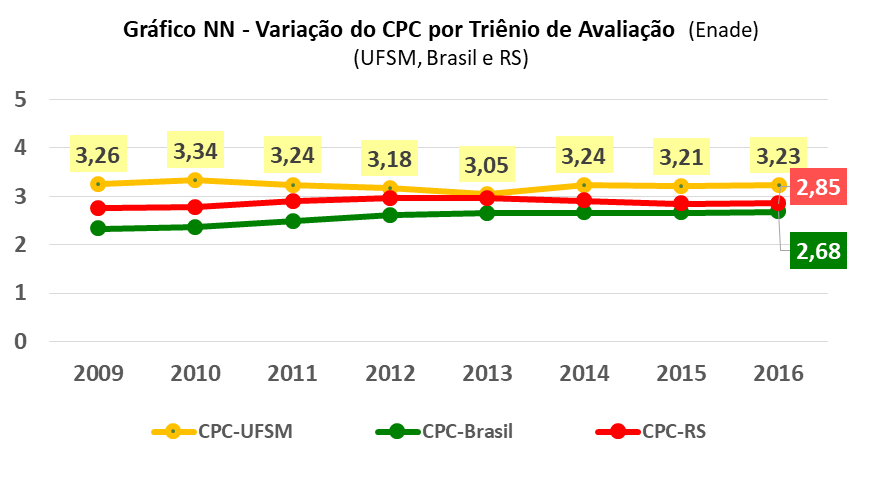 Gráfico NN - Variação do CPC por Triênio de Avaliação (Enade)
(UFSM, Brasil e RS)
5
4
3
2
1
0
3,26 3,34 3,24 3,18 3,05 3,24 3,21 3,23
2,85
2,68
2009 2010 2011 2012 2013 2014 2015 2016
CPC-UFSM CPC-Brasil CPC-RS